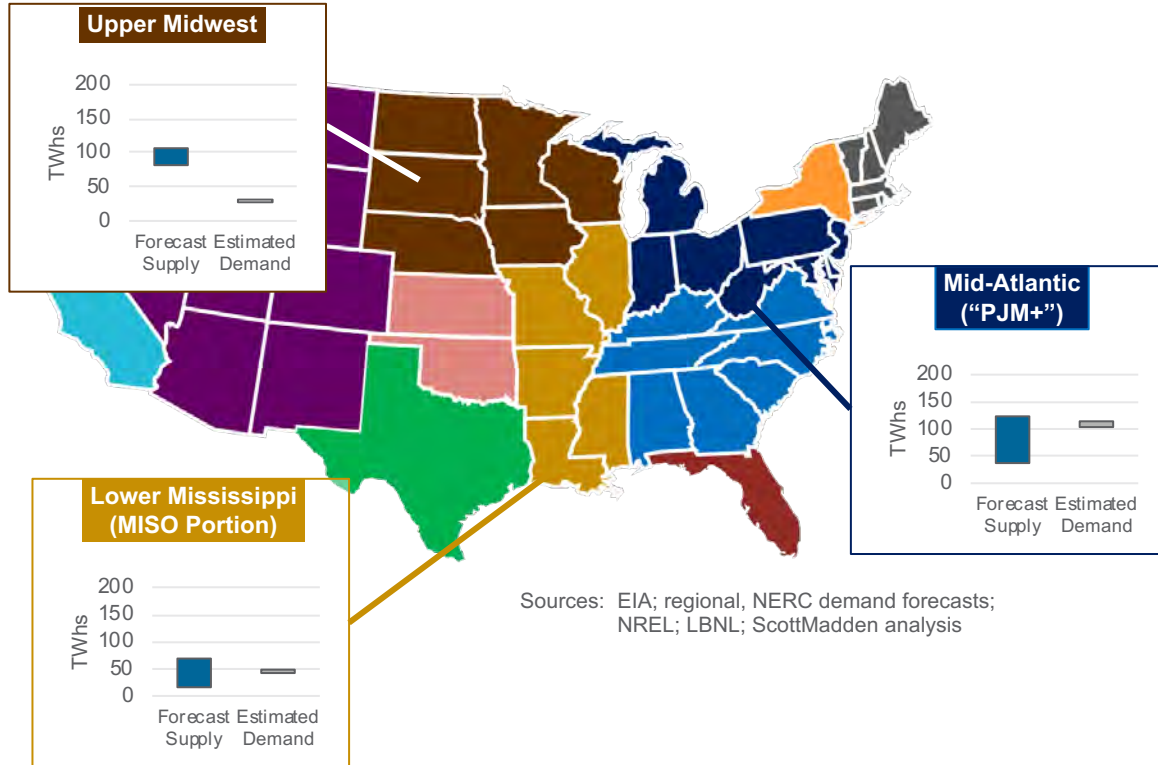 Upper Midwest
200
150
100
50
0
TWhs
Forecast Supply
Estimated Demand
Mid-Atlantic
("PJM+")
200
150
100
50
0
TWhs
Forecast Supply
Estimated Demand
Lower Mississippi
(MISO Portion)
200
150
100
50
0
TWhs
Forecast Supply
Estimated Demand
Sources: EIA; regional, NERC demand forecasts;
NREL; LBNL; ScottMadden analysis